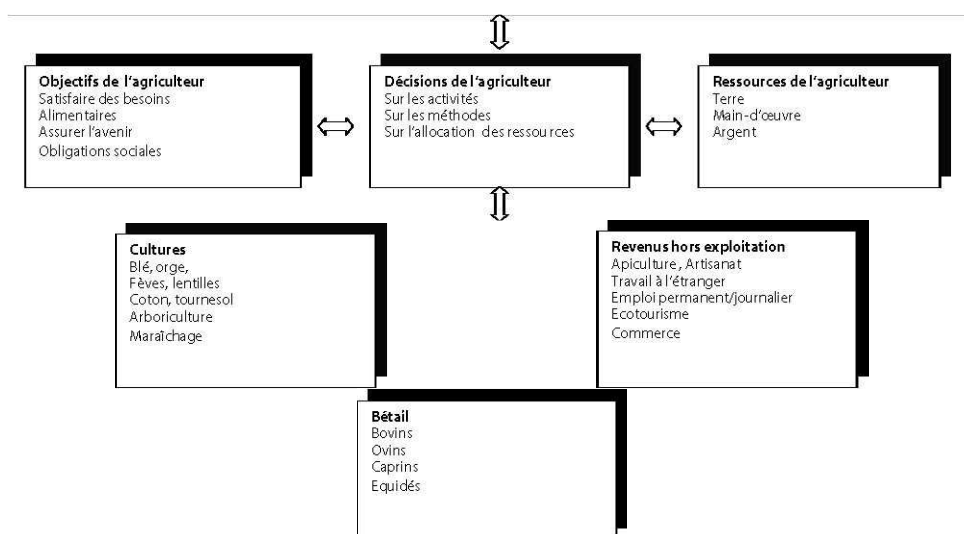 Objectifs de l'agriculteur
Satisfaire des besoins
Alimentaires
Assurer l'avenir
Obligations sociales
Décisions de l'agriculteur
Sur les activités
Sur les méthodes
Sur l'allocation des ressources
Ressources de l'agriculteur
Terre
Main-d'œuvre
Argent
Cultures
Blé, orge,
Fèves, lentilles
Coton, tournesol
Arboriculture
Maraîchage
Revenus hors exploitation
Apiculture, Artisanat
Travail à l'étranger
Emploi permanent/journalier
Ecotourisme
Commerce
Bétail
Bovins
Ovins
Caprins
Equidés